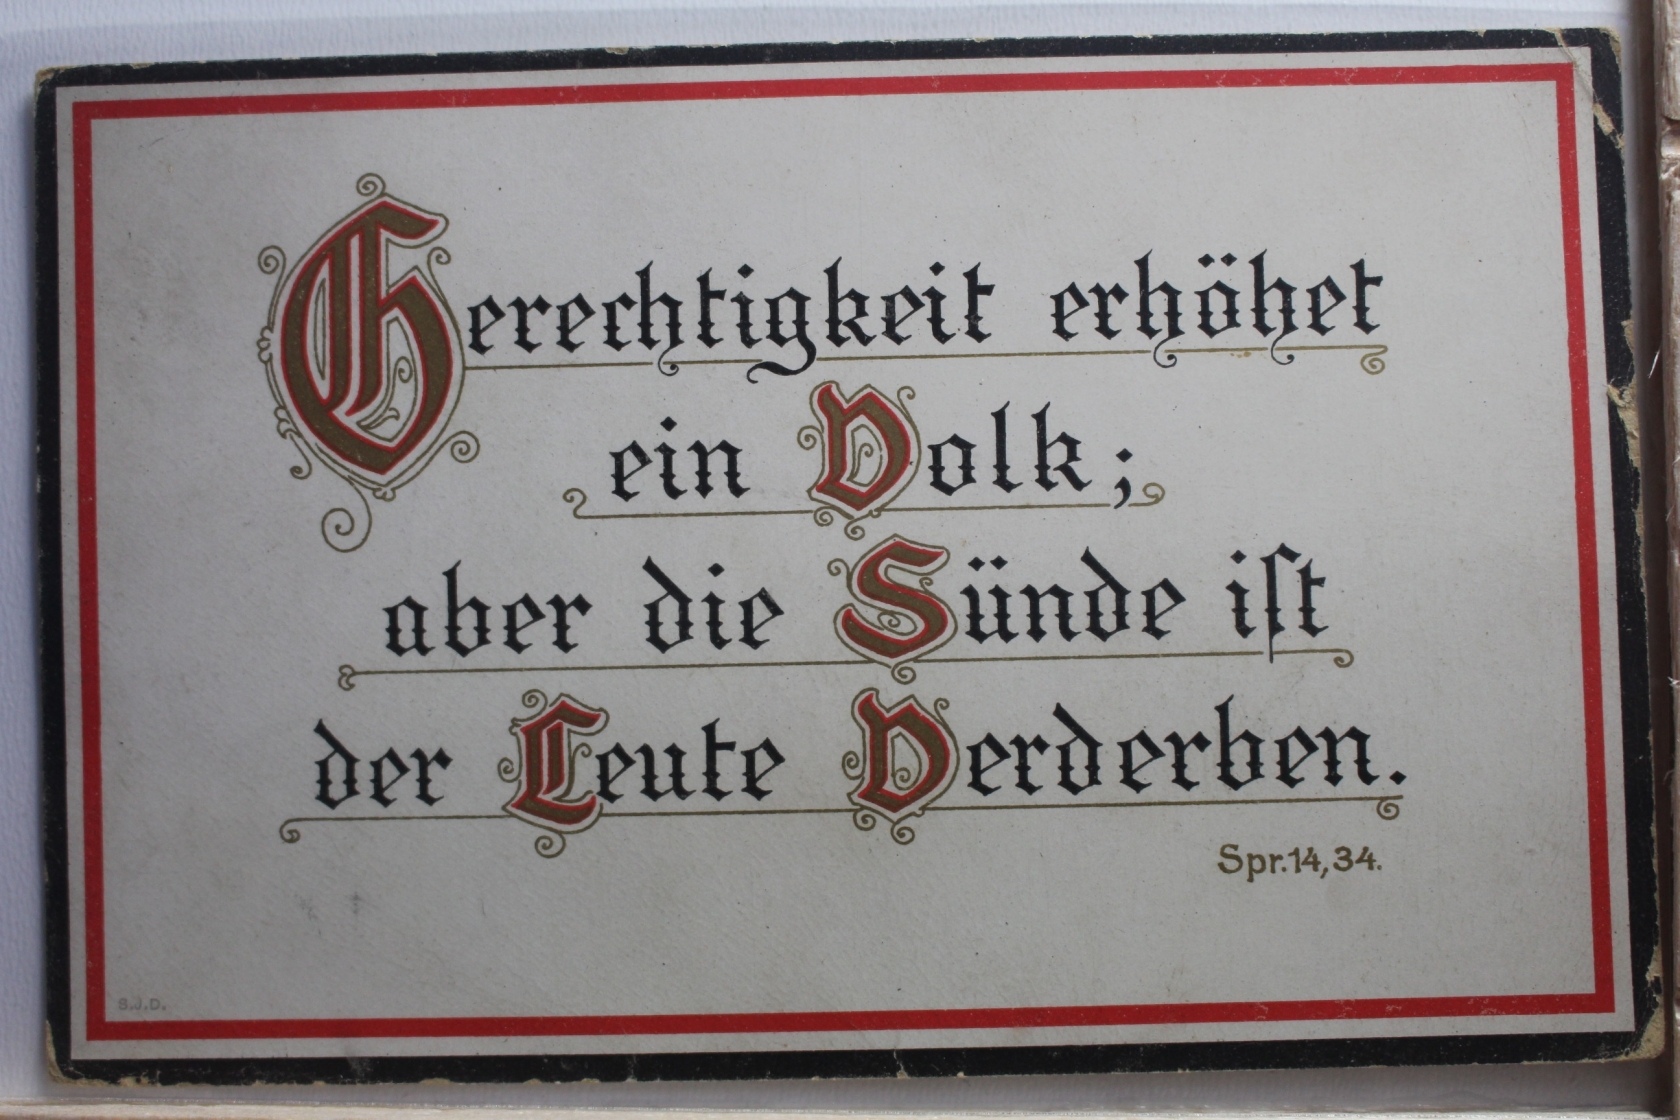 Gerechtigkeit erhöhet
ein Volk;
aber die Sünde iſt
der Leute Verderben.
Spr. 14, 34.
S.J.D.